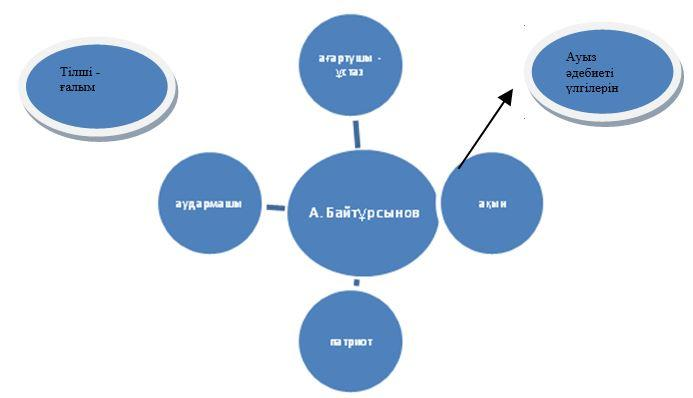 ағартушы -
ұстаз
Тілші -
ғалым
Ауыз
әдебиеті
үлгілерін
аудармашы
А. Байтұрсынов
ақын
патриот